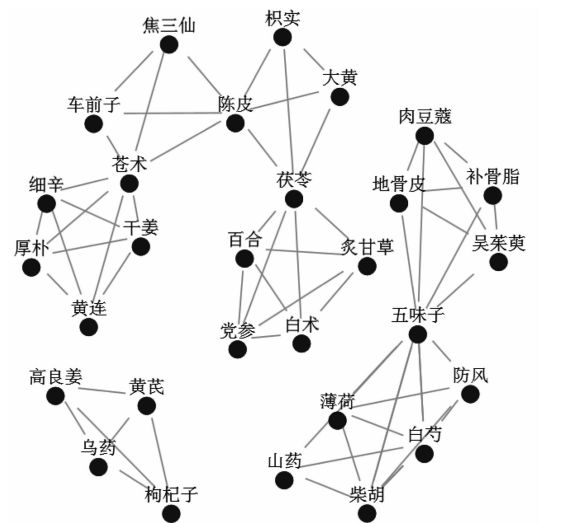 焦三仙
枳实
车前子
陈皮
大黄
肉豆蔻
苍术
细辛
茯苓
地骨皮
补骨脂
厚朴
干姜
百合
炙甘草
吴茱萸
黄连
党参
白术
五味子
高良姜
黄芪
防风
薄荷
乌药
白芍
山药
枸杞子
柴胡